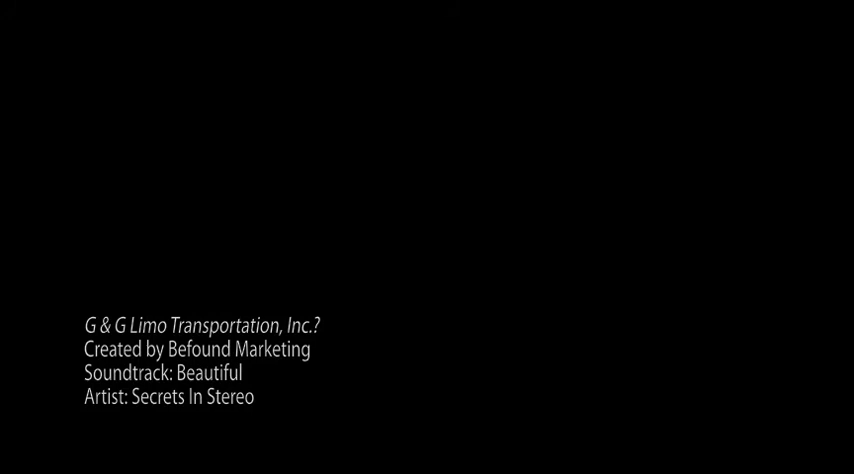 G & G Limo Transportation, Inc.?
Created by Befound Marketing
Soundtrack: Beautiful
Artist: Secrets In Stereo